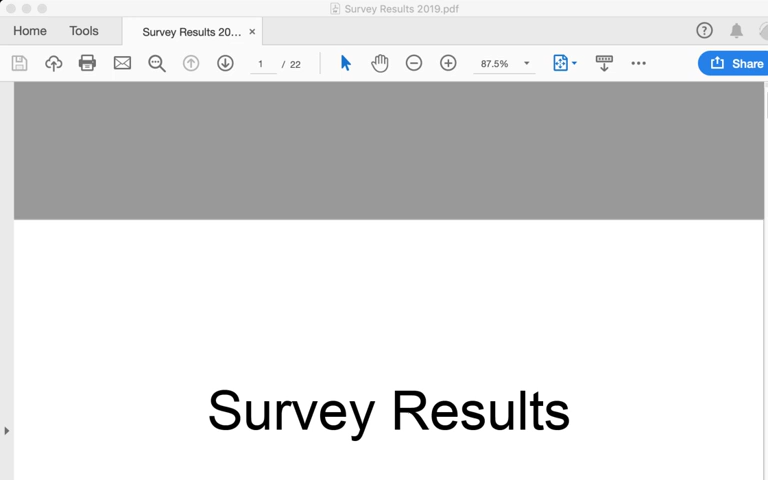 Survey Results 2019.pdf
Home Tools Survey Results 20... ×
1 / 22 87.5% Share
Survey Results